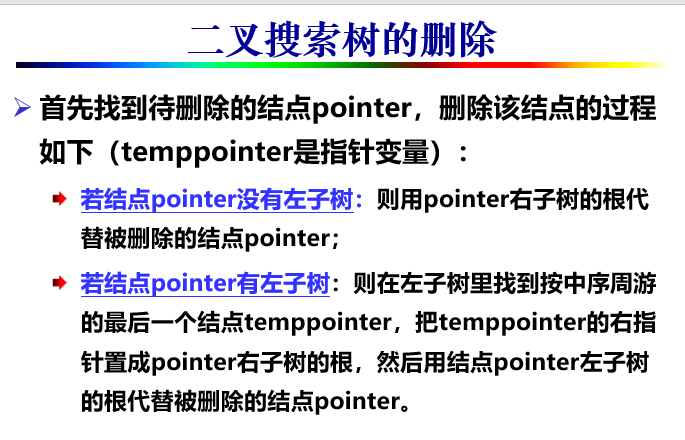 二叉搜索树的删除
首先找到待删除的结点pointer，删除该结点的过程
如下（temppointer是指针变量）：
若结点pointer没有左子树：则用pointer右子树的根代
替被删除的结点pointer；
若结点pointer有左子树：则在左子树里找到按中序周游
的最后一个结点temppointer，把temppointer的右指
针置成pointer右子树的根，然后用结点pointer左子树
的根代替被删除的结点pointer。